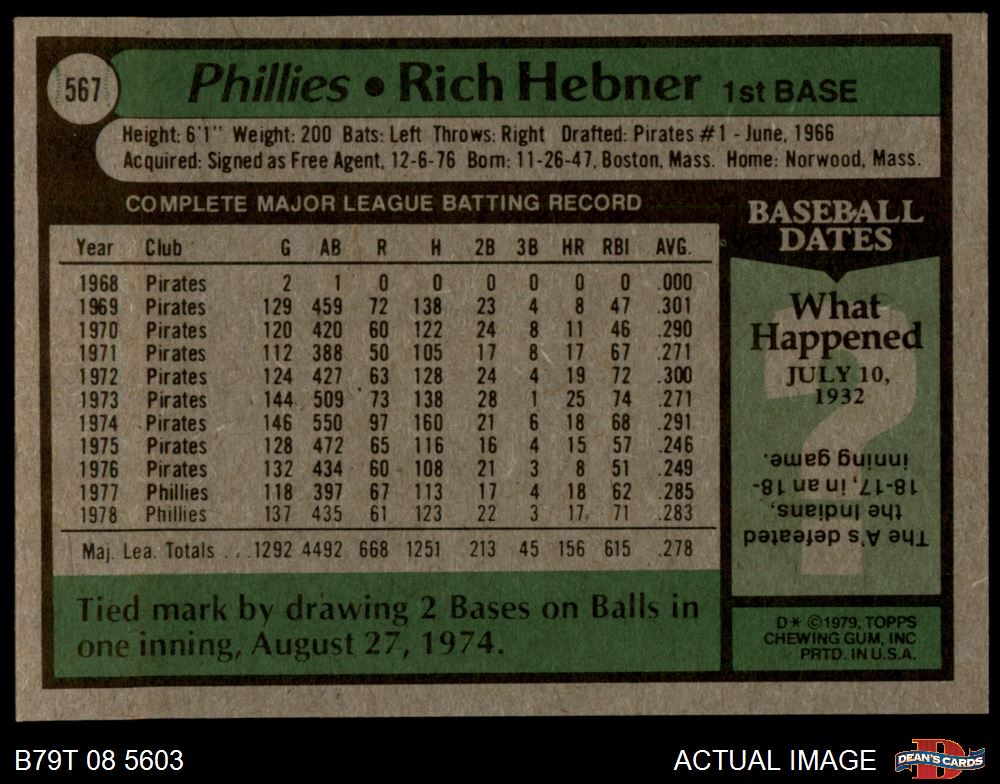 567
Phillies • Rich Hebner 1st BASE
Height: 6'1" Weight: 200 Bats: Left Throws: Right Drafted: Pirates #1 - June, 1966
Acquired: Signed as Free Agent, 12-6-76 Born: 11-26-47, Boston, Mass. Home: Norwood, Mass.
COMPLETE MAJOR LEAGUE BATTING RECORD
Year Club G AB R H 2B 3B HR RBI AVG.
1968 Pirates 2 1 0 0 0 0 0 0 .000
1969 Pirates 129 459 72 138 23 4 8 47 .301
1970 Pirates 120 420 60 122 24 8 11 46 .290
1971 Pirates 112 388 50 105 17 8 17 67 .271
1972 Pirates 124 427 63 128 24 4 19 72 .300
1973 Pirates 144 509 73 138 28 1 25 74 .271
1974 Pirates 146 550 97 160 21 6 18 68 .291
1975 Pirates 128 472 65 116 16 4 15 57 .246
1976 Pirates 132 434 60 108 21 3 8 51 .249
1977 Phillies 118 397 67 113 17 4 18 62 .285
1978 Phillies 137 435 61 123 22 3 17 71 .283
Maj. Lea. Totals . . . 1292 4492 668 1251 213 45 156 615 .278
Tied mark by drawing 2 Bases on Balls in
one inning, August 27, 1974.
BASEBALL
DATES
What
Happened
JULY 10,
1932
?
The A's defeated
the Indians,
18-17, in an 18-
inning game.
D* ©1979, TOPPS
CHEWING GUM, INC
PRTD. IN U.S.A.
B79T 08 5603
ACTUAL IMAGE
D
DEAN'S CARDS